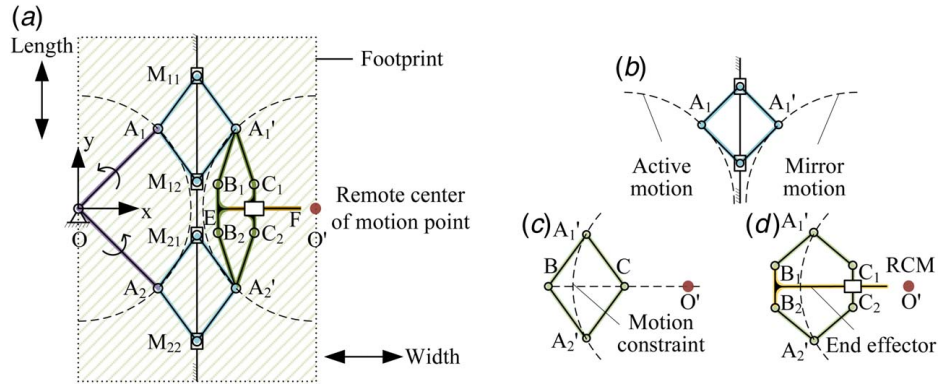 (a)
Length
Footprint
M11
A1
A1'
y
M12
B1
C1
E
F
x
O
Remote center
of motion point
O'
M21
B2
C2
A2
A2'
M22
Width
(b)
A1
A1'
Active
motion
Mirror
motion
(c)
A1'
B
C
O'
A2'
Motion
constraint
(d)
A1'
B1
C1
RCM
B2
C2
O'
A2'
End effector